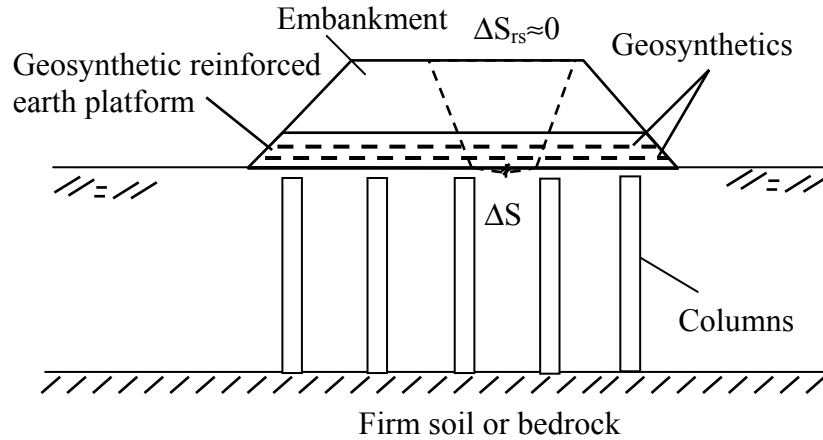 Embankment
ΔSrs≈0
Geosynthetics
Geosynthetic reinforced
earth platform
ΔS
Columns
Firm soil or bedrock